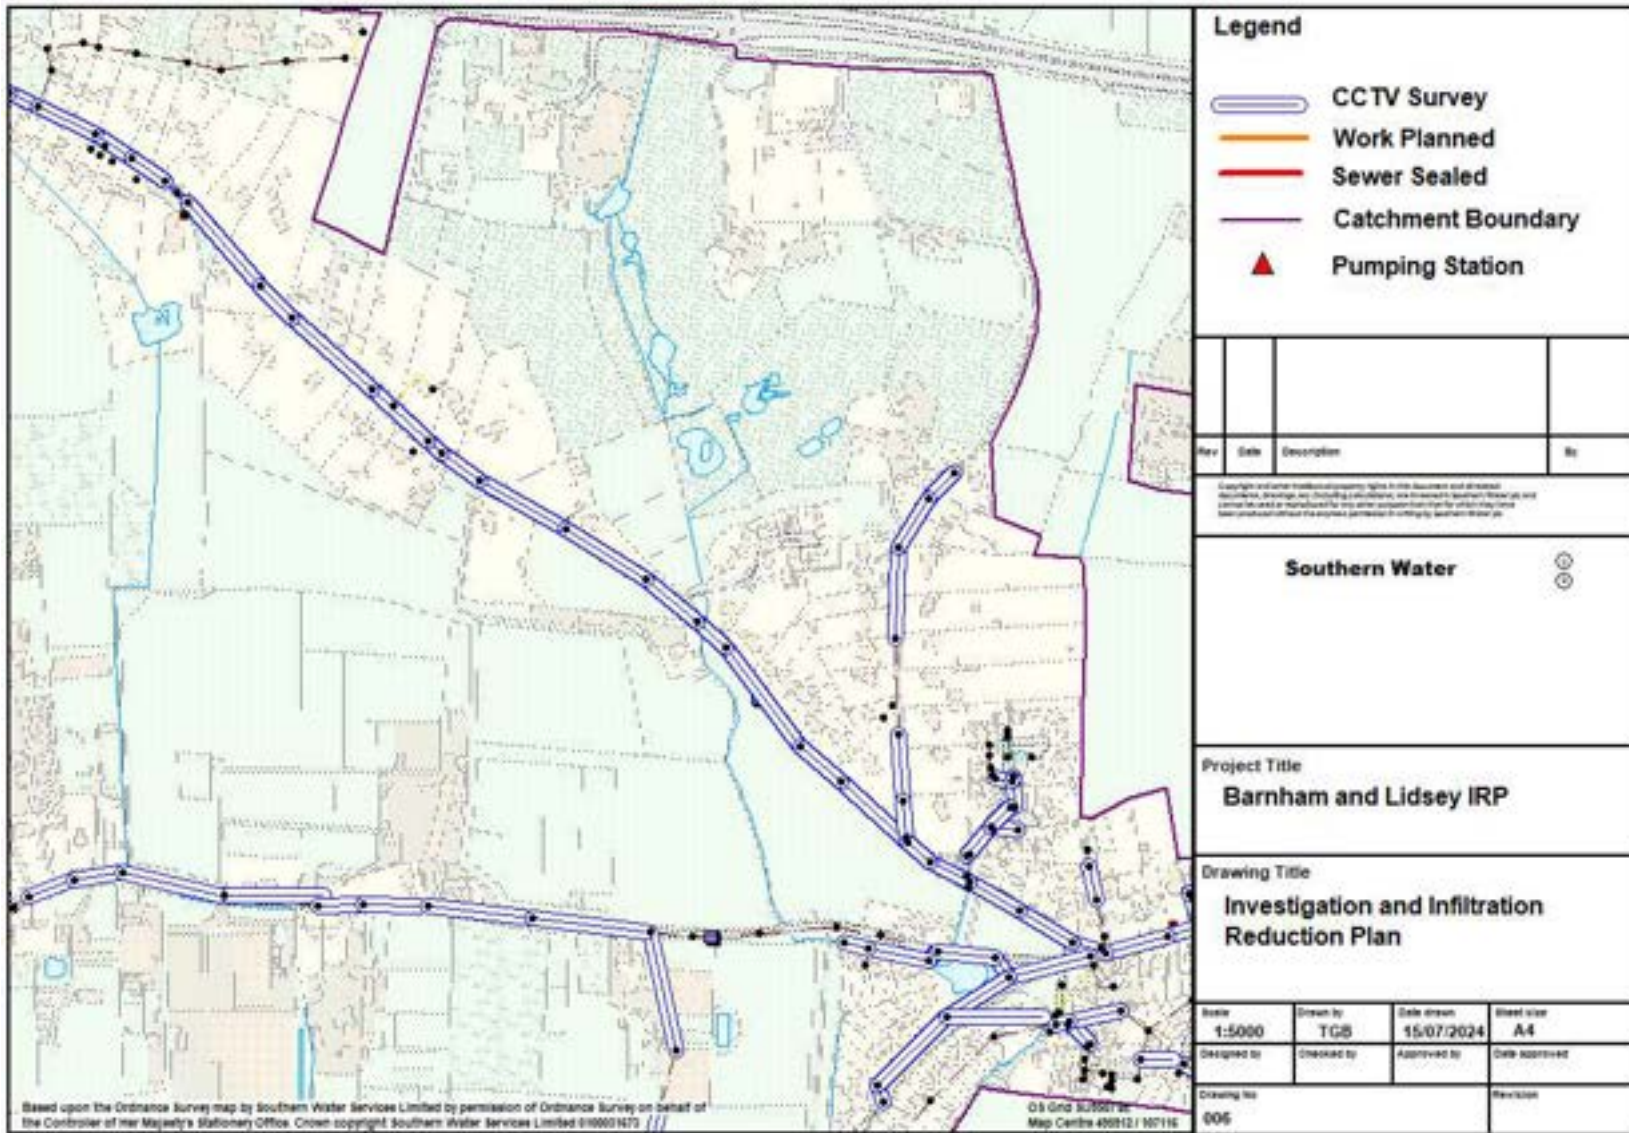 Legend
CCTV Survey
Work Planned
Sewer Sealed
Catchment Boundary
Pumping Station
Rev Date Description By
Southern Water
Project Title
Barnham and Lidsey IRP
Drawing Title
Investigation and Infiltration
Reduction Plan
Scale Drawn by Date drawn Sheet size
1:5000 TGB 15/07/2024 A4
Designed by Checked by Approved by Date approved
Drawing No Revision
006
Based upon the Ordnance Survey map by Southern Water Services Limited by permission of Ordnance Survey on behalf of
the Controller of Her Majesty's Stationery Office. Crown copyright Southern Water Services Limited
OS Grid
Map Centre